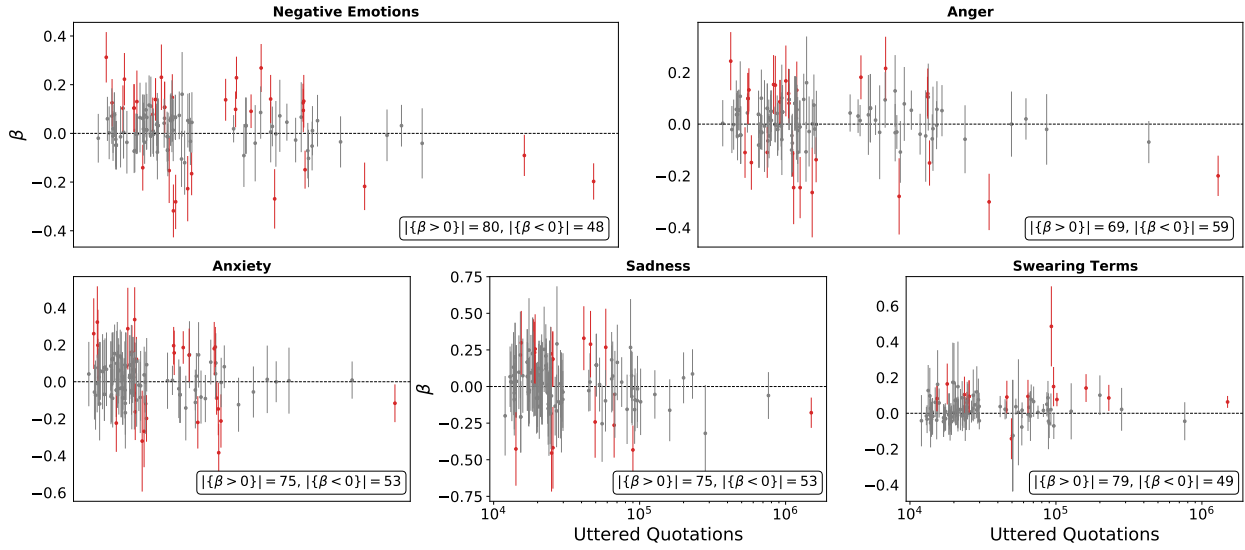 Negative Emotions
0.4
0.2
0.0
−0.2
−0.4
β
|{β > 0}| = 80, |{β < 0}| = 48
Anger
0.2
0.0
−0.2
−0.4
|{β > 0}| = 69, |{β < 0}| = 59
Anxiety
0.4
0.2
0.0
−0.2
−0.4
−0.6
|{β > 0}| = 75, |{β < 0}| = 53
Sadness
0.75
0.50
0.25
0.00
−0.25
−0.50
−0.75
β
|{β > 0}| = 75, |{β < 0}| = 53
10⁴ 10⁵ 10⁶
Uttered Quotations
Swearing Terms
0.6
0.4
0.2
0.0
−0.2
−0.4
|{β > 0}| = 79, |{β < 0}| = 49
10⁴ 10⁵ 10⁶
Uttered Quotations